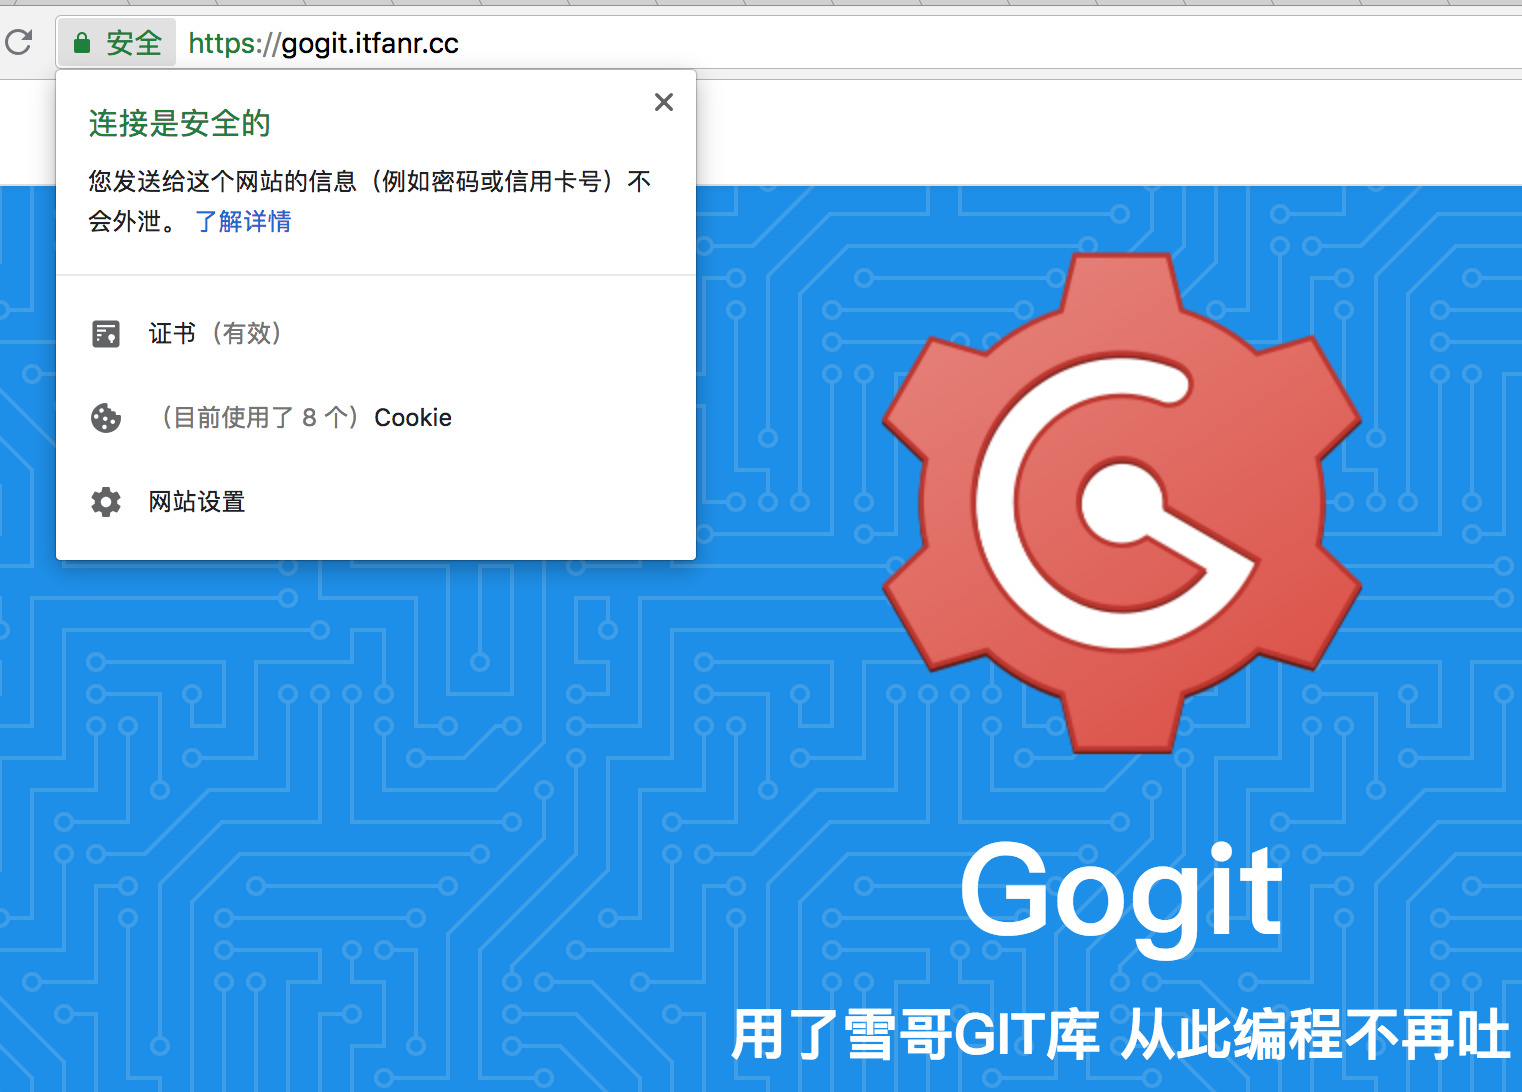 安全 https://gogit.itfanr.cc
连接是安全的
您发送给这个网站的信息（例如密码或信用卡号）不
会外泄。 了解详情
证书（有效）
（目前使用了 8 个） Cookie
网站设置
Gogit
用了雪哥GIT库 从此编程不再吐